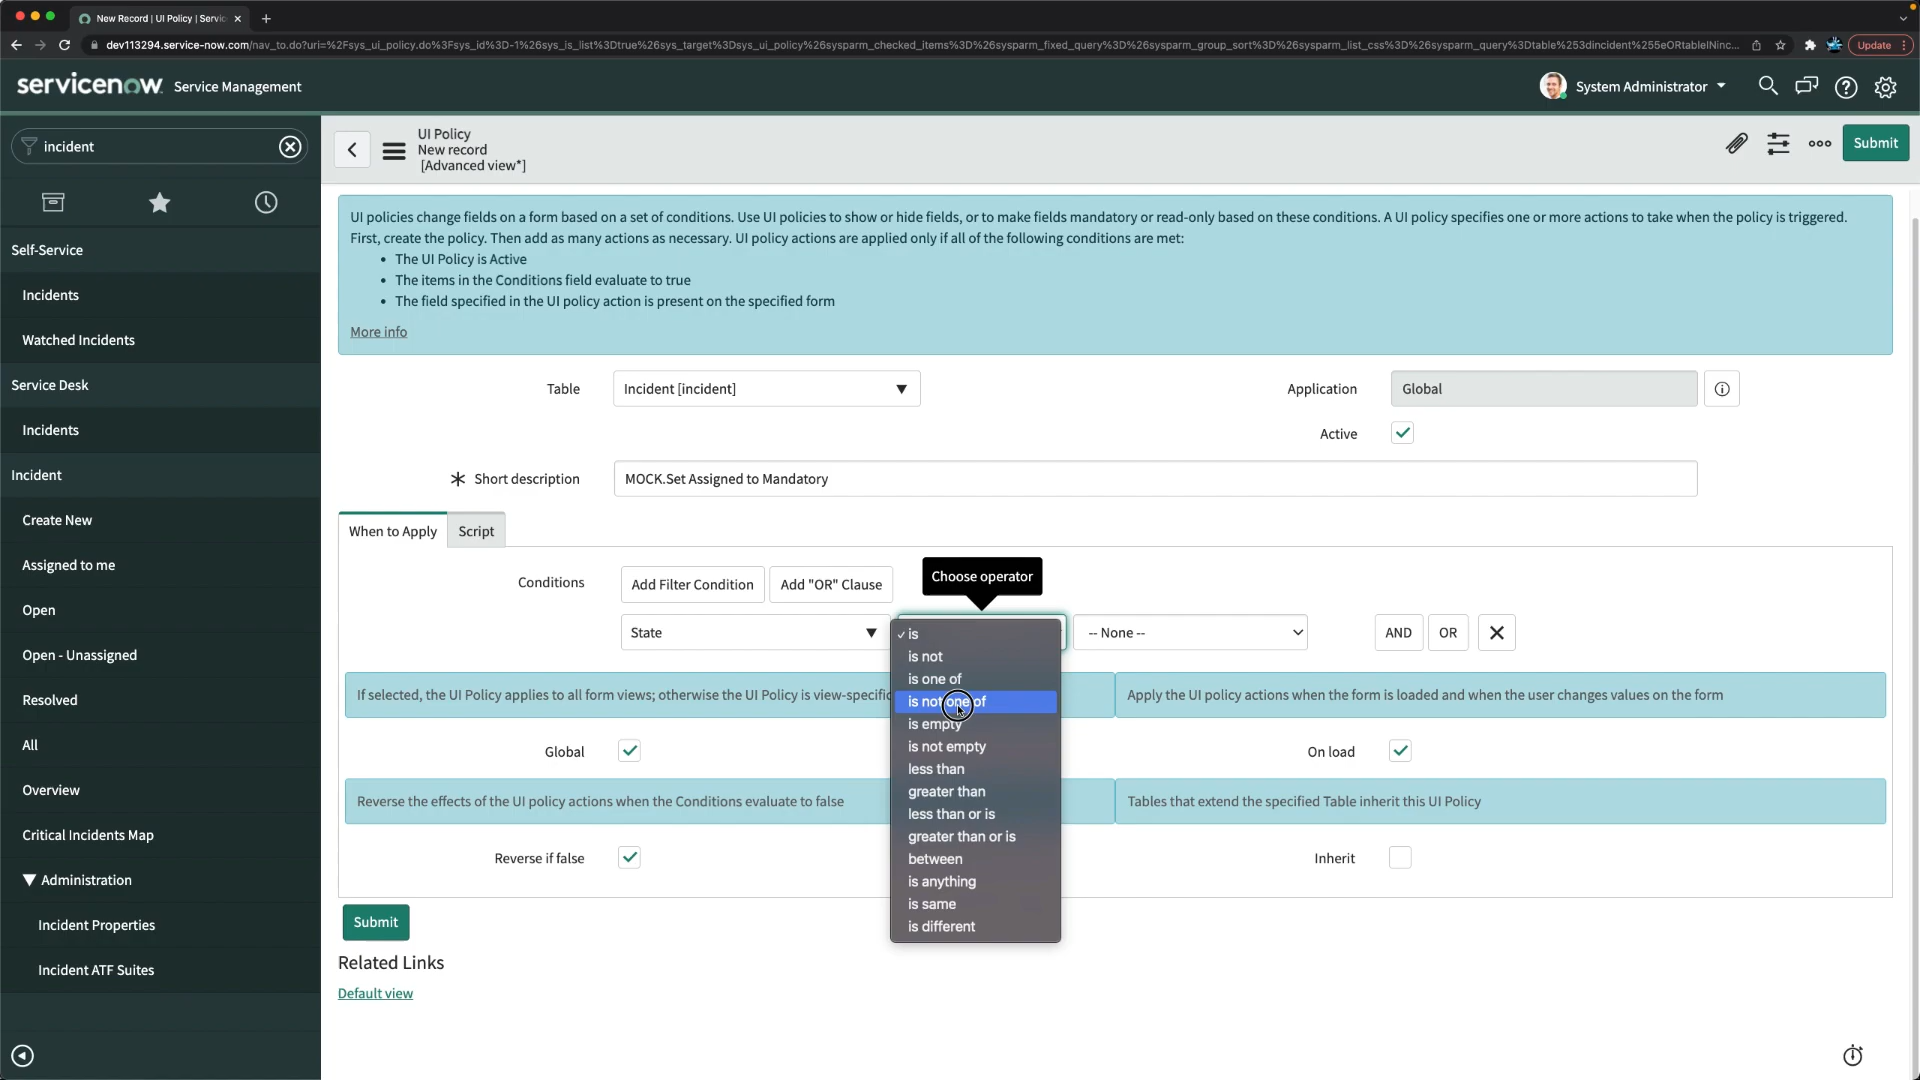 New Record | UI Policy | Servic
dev113294.service-now.com/nav_to.do?uri=%2Fsys_ui_policy.do%3Fsys_id%3D-1%26sys_is_list%3Dtrue%26sys_target%3Dsys_ui_policy%26sysparm_checked_items%3D%26sysparm_fixed_query%3D%26sysparm_group_sort%3D%26sysparm_list_css%3D%26sysparm_query%3Dtable%253dincident%255eORtableINinc...
Update
servicenow Service Management
System Administrator
incident
Self-Service
Incidents
Watched Incidents
Service Desk
Incidents
Incident
Create New
Assigned to me
Open
Open - Unassigned
Resolved
All
Overview
Critical Incidents Map
Administration
Incident Properties
Incident ATF Suites
UI Policy
New record
[Advanced view*]
Submit
UI policies change fields on a form based on a set of conditions. Use UI policies to show or hide fields, or to make fields mandatory or read-only based on these conditions. A UI policy specifies one or more actions to take when the policy is triggered.
First, create the policy. Then add as many actions as necessary. UI policy actions are applied only if all of the following conditions are met:
• The UI Policy is Active
• The items in the Conditions field evaluate to true
• The field specified in the UI policy action is present on the specified form
More info
Table Incident [incident]
Application Global
Active
Short description MOCK.Set Assigned to Mandatory
When to Apply Script
Choose operator
Conditions Add Filter Condition Add "OR" Clause
State -- None -- AND OR
is
is not
is one of
is not one of
is empty
is not empty
less than
greater than
less than or is
greater than or is
between
is anything
is same
is different
If selected, the UI Policy applies to all form views; otherwise the UI Policy is view-specific
Apply the UI policy actions when the form is loaded and when the user changes values on the form
Global
On load
Reverse the effects of the UI policy actions when the Conditions evaluate to false
Tables that extend the specified Table inherit this UI Policy
Reverse if false
Inherit
Submit
Related Links
Default view